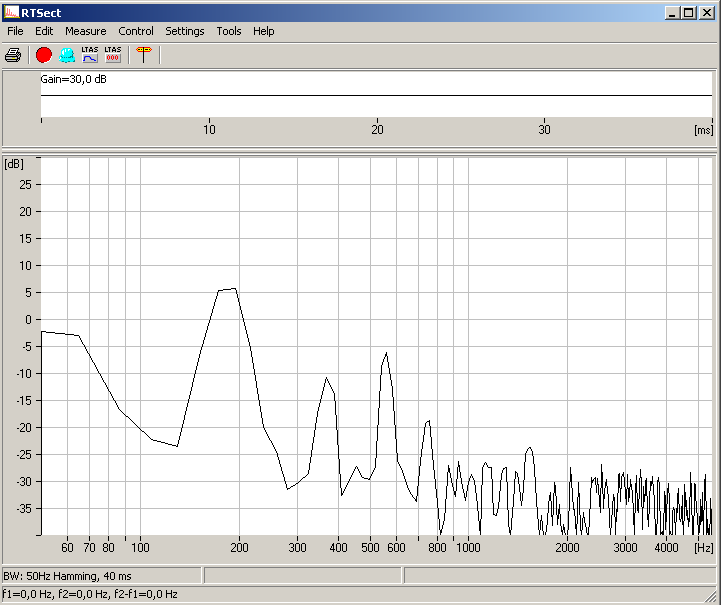 RTSect
File Edit Measure Control Settings Tools Help
LTAS LTAS
Gain=30,0 dB
10 20 30 [ms]
[dB]
25
20
15
10
5
0
-5
-10
-15
-20
-25
-30
-35
60 70 80 100 200 300 400 500 600 800 1000 2000 3000 4000 [Hz]
BW: 50Hz Hamming, 40 ms
f1=0,0 Hz, f2=0,0 Hz, f2-f1=0,0 Hz